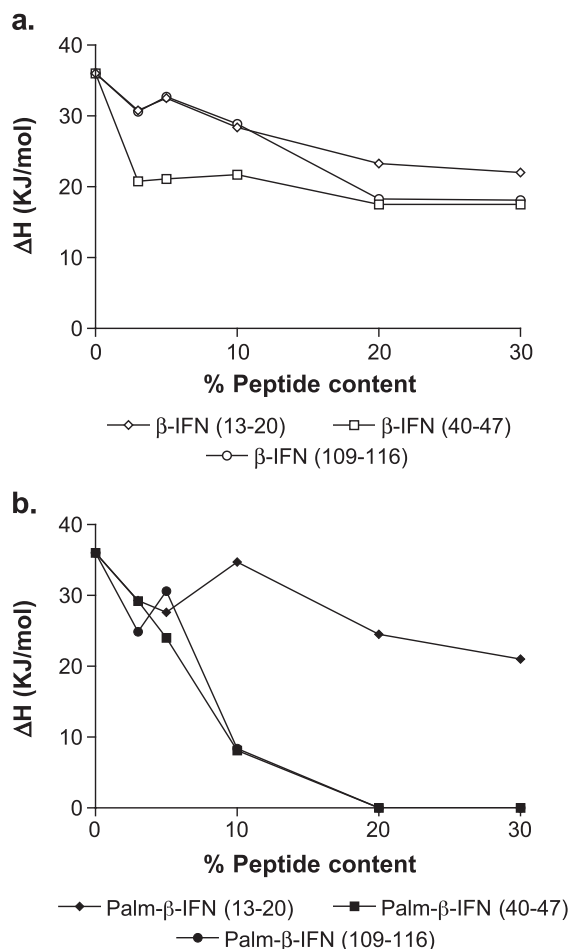 a.
40
30
20
10
0
ΔH (KJ/mol)
0 10 20 30
% Peptide content
β-IFN (13-20) β-IFN (40-47)
β-IFN (109-116)
b.
40
30
20
10
0
ΔH (KJ/mol)
0 10 20 30
% Peptide content
Palm-β-IFN (13-20) Palm-β-IFN (40-47)
Palm-β-IFN (109-116)